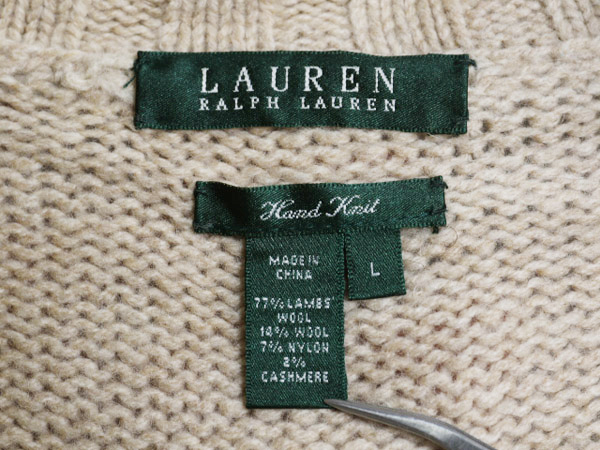 LAUREN
RALPH LAUREN
Hand Knit
MADE IN
CHINA
L
77% LAMBS'
WOOL
14% WOOL
7% NYLON
2%
CASHMERE